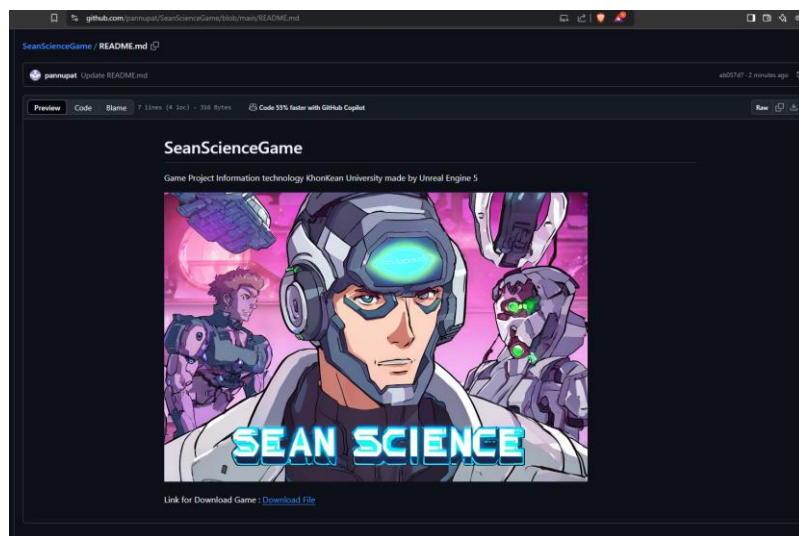 github.com/pannupat/SeanScienceGame/blob/main/README.md
SeanScienceGame / README.md
pannupat Update README.md
ab057d7 · 2 minutes ago
Preview Code Blame 7 lines (4 loc) · 310 Bytes Code 55% faster with GitHub Copilot Raw
SeanScienceGame
Game Project Information technology KhonKean University made by Unreal Engine 5
SEAN SCIENCE
Link for Download Game : Download File